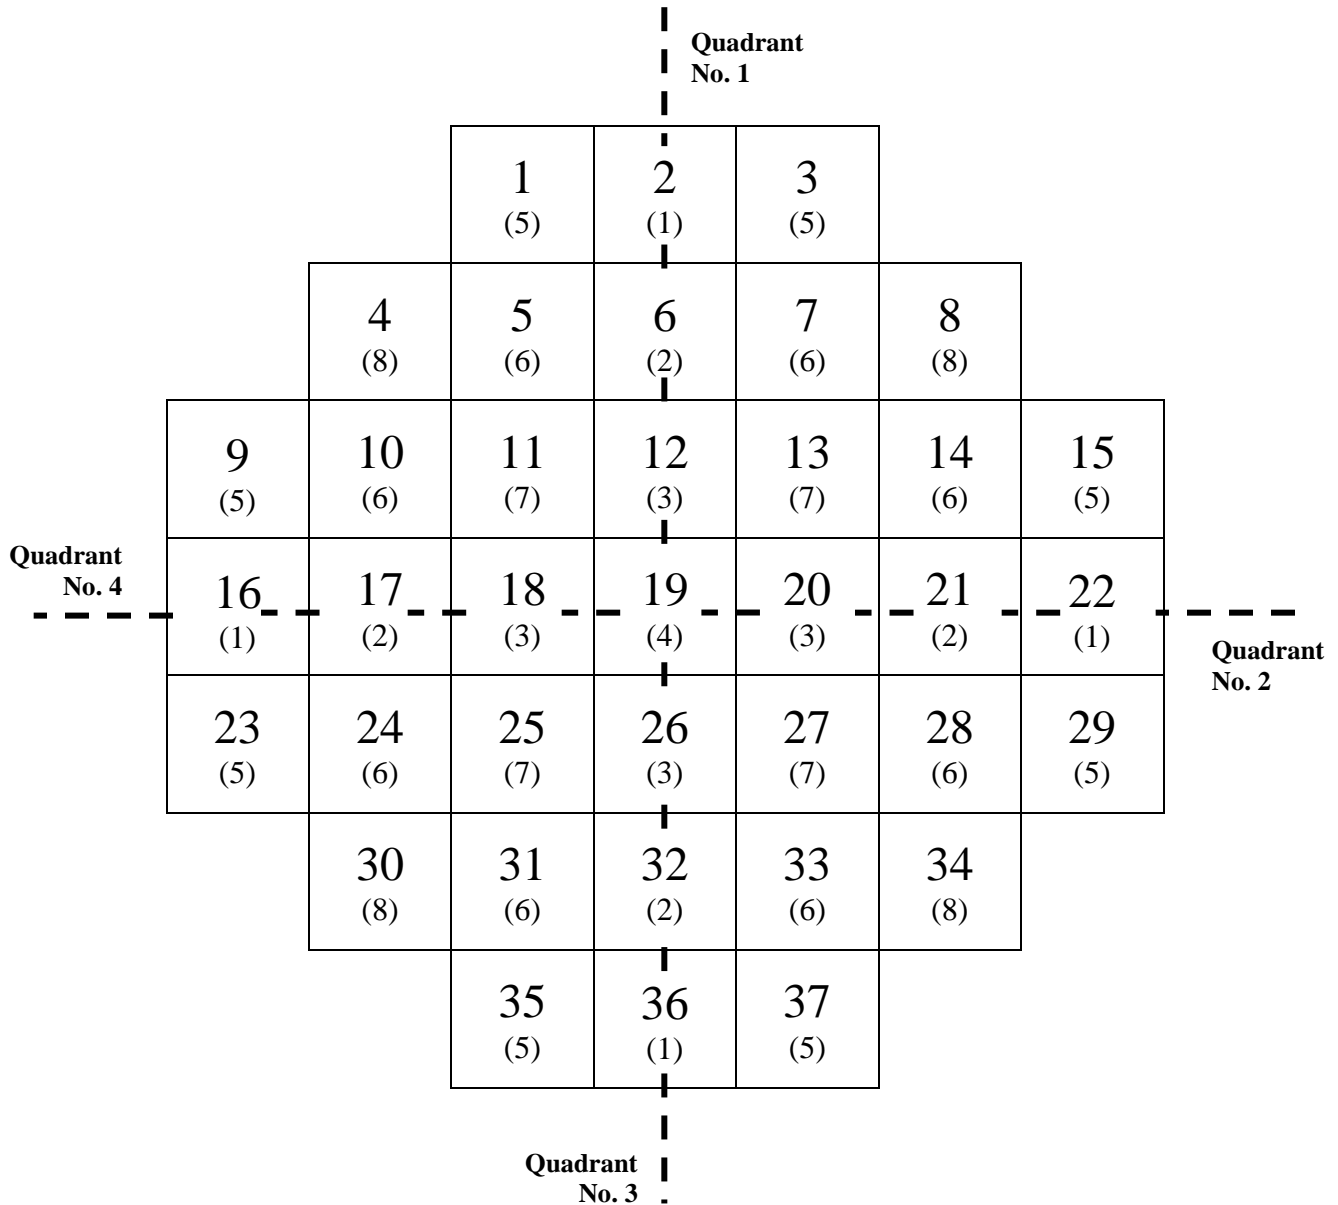 Quadrant
No. 1
1 2 3
(5) (1) (5)
4 5 6 7 8
(8) (6) (2) (6) (8)
9 10 11 12 13 14 15
(5) (6) (7) (3) (7) (6) (5)
Quadrant
No. 4
16 17 18 19 20 21 22
(1) (2) (3) (4) (3) (2) (1)
Quadrant
No. 2
23 24 25 26 27 28 29
(5) (6) (7) (3) (7) (6) (5)
30 31 32 33 34
(8) (6) (2) (6) (8)
35 36 37
(5) (1) (5)
Quadrant
No. 3